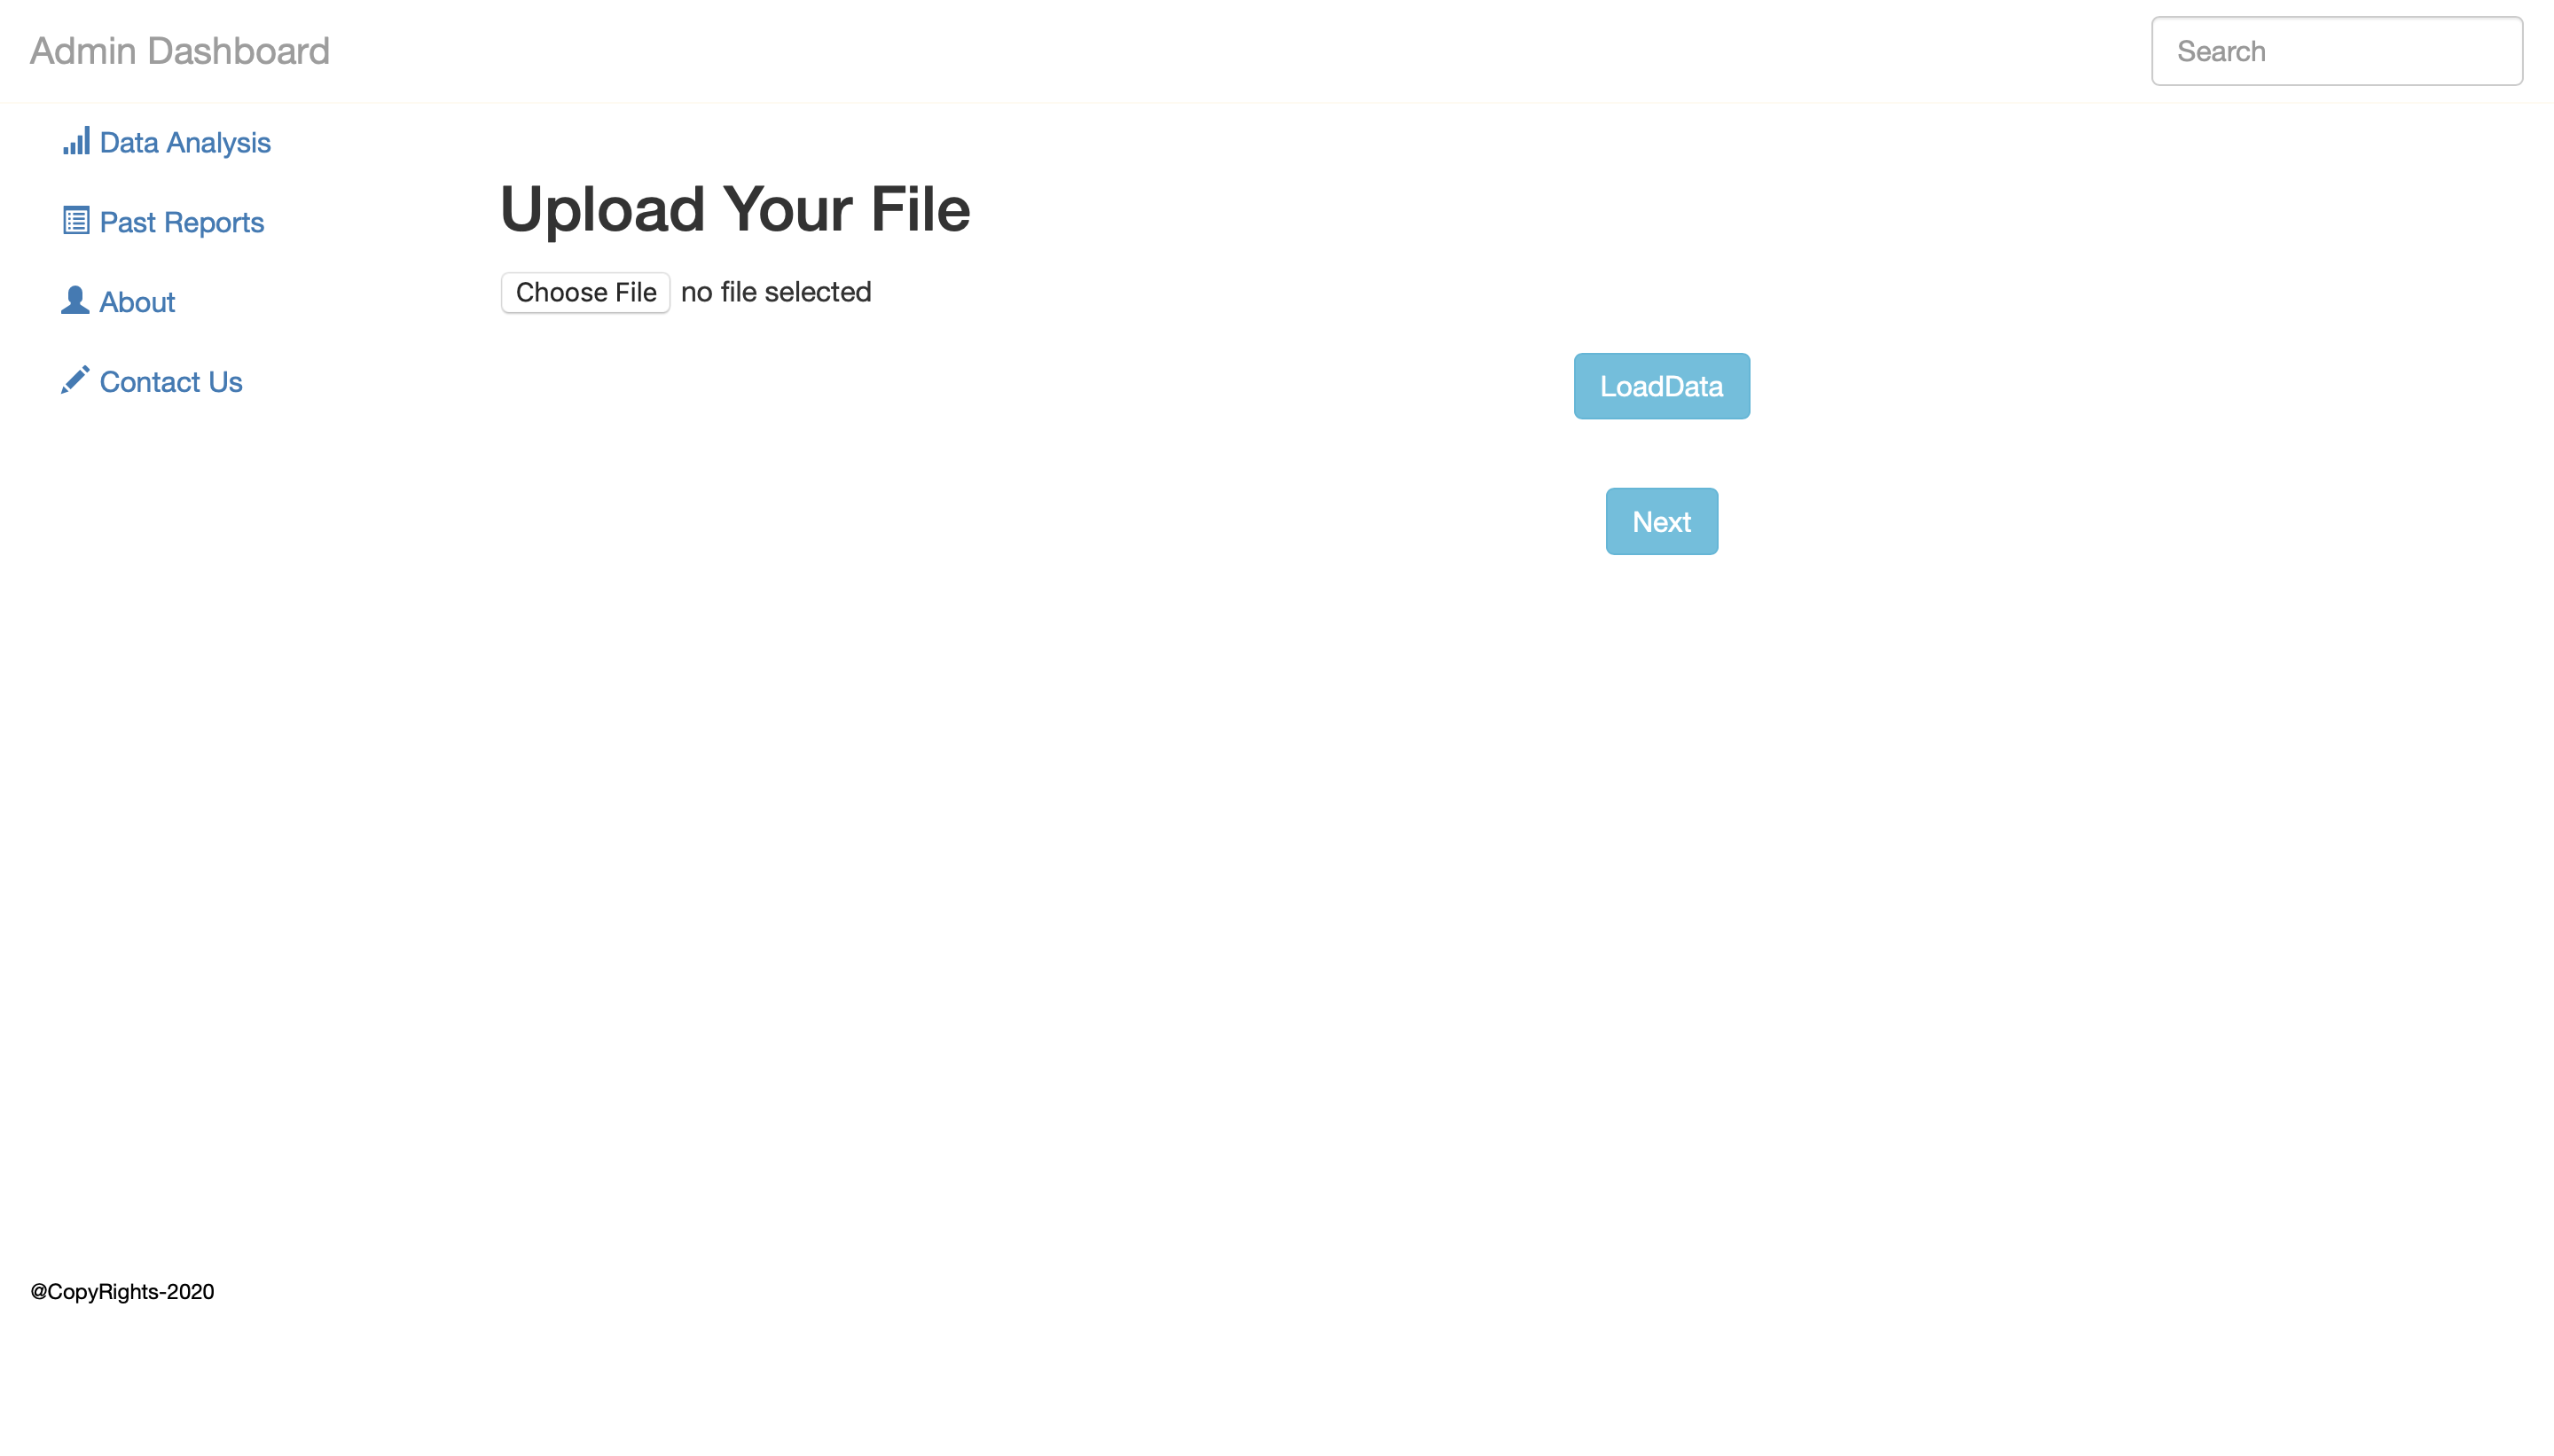 Admin Dashboard
Search
Data Analysis
Past Reports
About
Contact Us
Upload Your File
Choose File no file selected
LoadData
Next
@CopyRights-2020